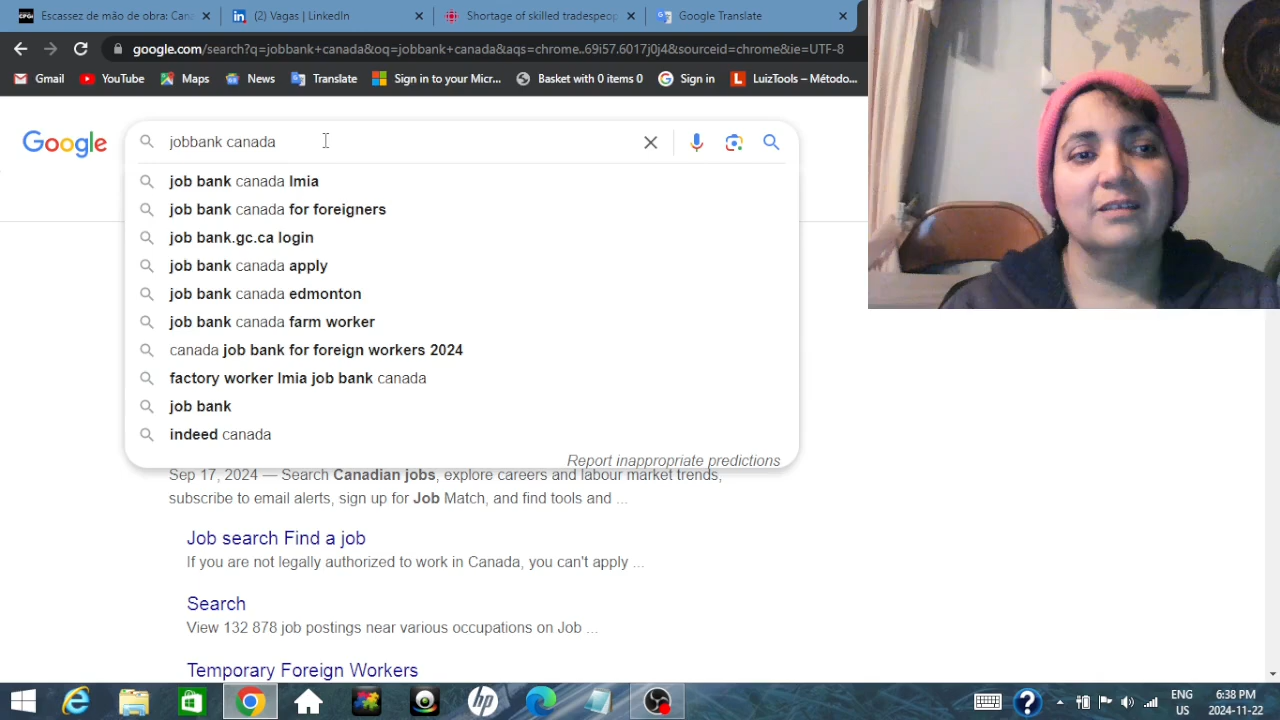 Escassez de mão de obra: Cana
(2) Vagas | LinkedIn
Shortage of skilled tradespeop
Google Translate
google.com/search?q=jobbank+canada&oq=jobbank+canada&aqs=chrome..69i57.6017j0j4&sourceid=chrome&ie=UTF-8
Gmail
YouTube
Maps
News
Translate
Sign in to your Micr...
Basket with 0 items 0
Sign in
LuizTools – Método...
Google
jobbank canada
job bank canada lmia
job bank canada for foreigners
job bank.gc.ca login
job bank canada apply
job bank canada edmonton
job bank canada farm worker
canada job bank for foreign workers 2024
factory worker lmia job bank canada
job bank
indeed canada
Report inappropriate predictions
Sep 17, 2024 — Search Canadian jobs, explore careers and labour market trends,
subscribe to email alerts, sign up for Job Match, and find tools and ...
Job search Find a job
If you are not legally authorized to work in Canada, you can't apply ...
Search
View 132 878 job postings near various occupations on Job ...
Temporary Foreign Workers
ENG
US
6:38 PM
2024-11-22